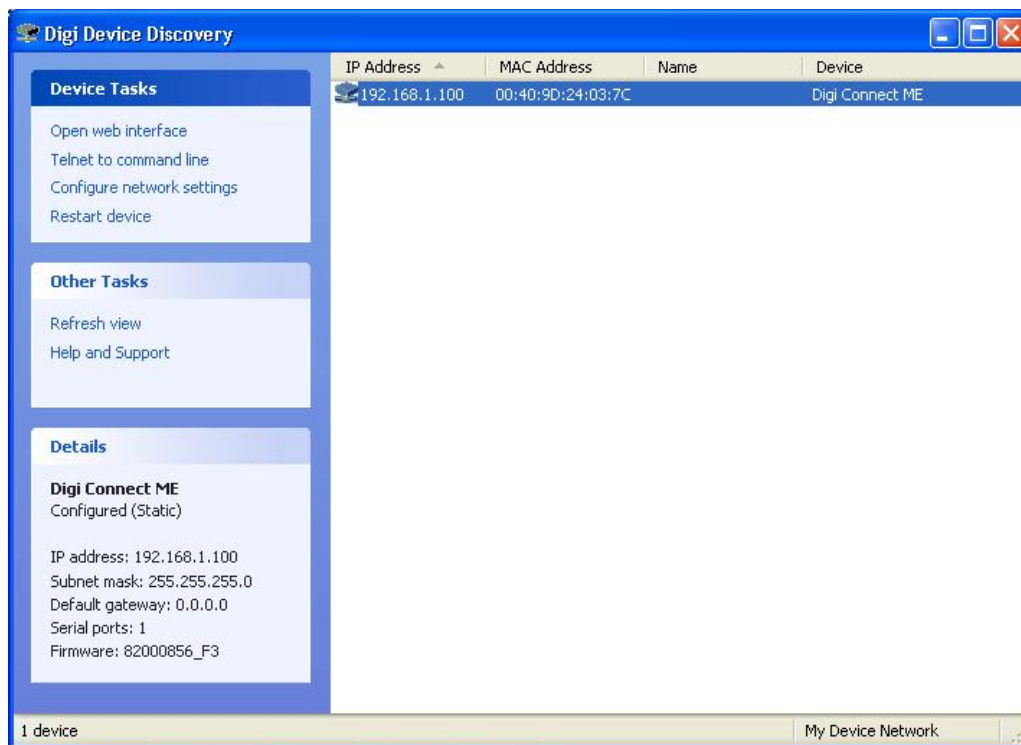 Digi Device Discovery
Device Tasks
Open web interface
Telnet to command line
Configure network settings
Restart device
Other Tasks
Refresh view
Help and Support
Details
Digi Connect ME
Configured (Static)
IP address: 192.168.1.100
Subnet mask: 255.255.255.0
Default gateway: 0.0.0.0
Serial ports: 1
Firmware: 82000856_F3
IP Address MAC Address Name Device
192.168.1.100 00:40:9D:24:03:7C Digi Connect ME
1 device My Device Network